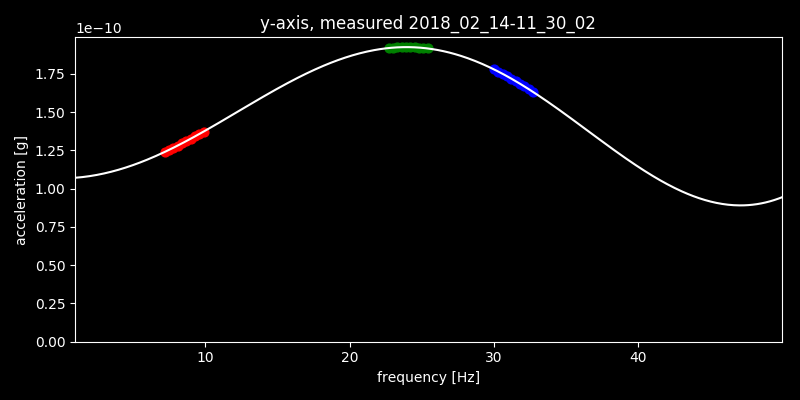 y-axis, measured 2018_02_14-11_30_02
1e−10
1.75
1.50
1.25
1.00
0.75
0.50
0.25
0.00
acceleration [g]
10 20 30 40
frequency [Hz]